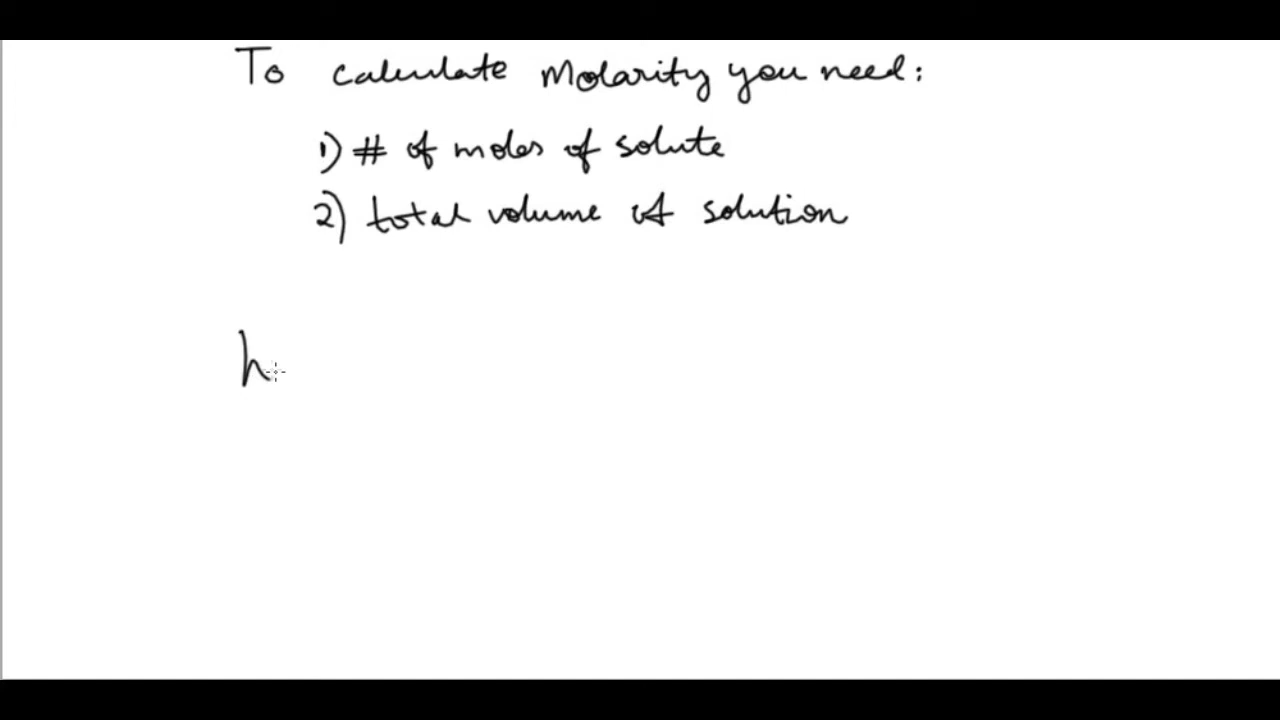 To calculate Molarity you need:
1) # of moles of solute
2) total volume of solution
h